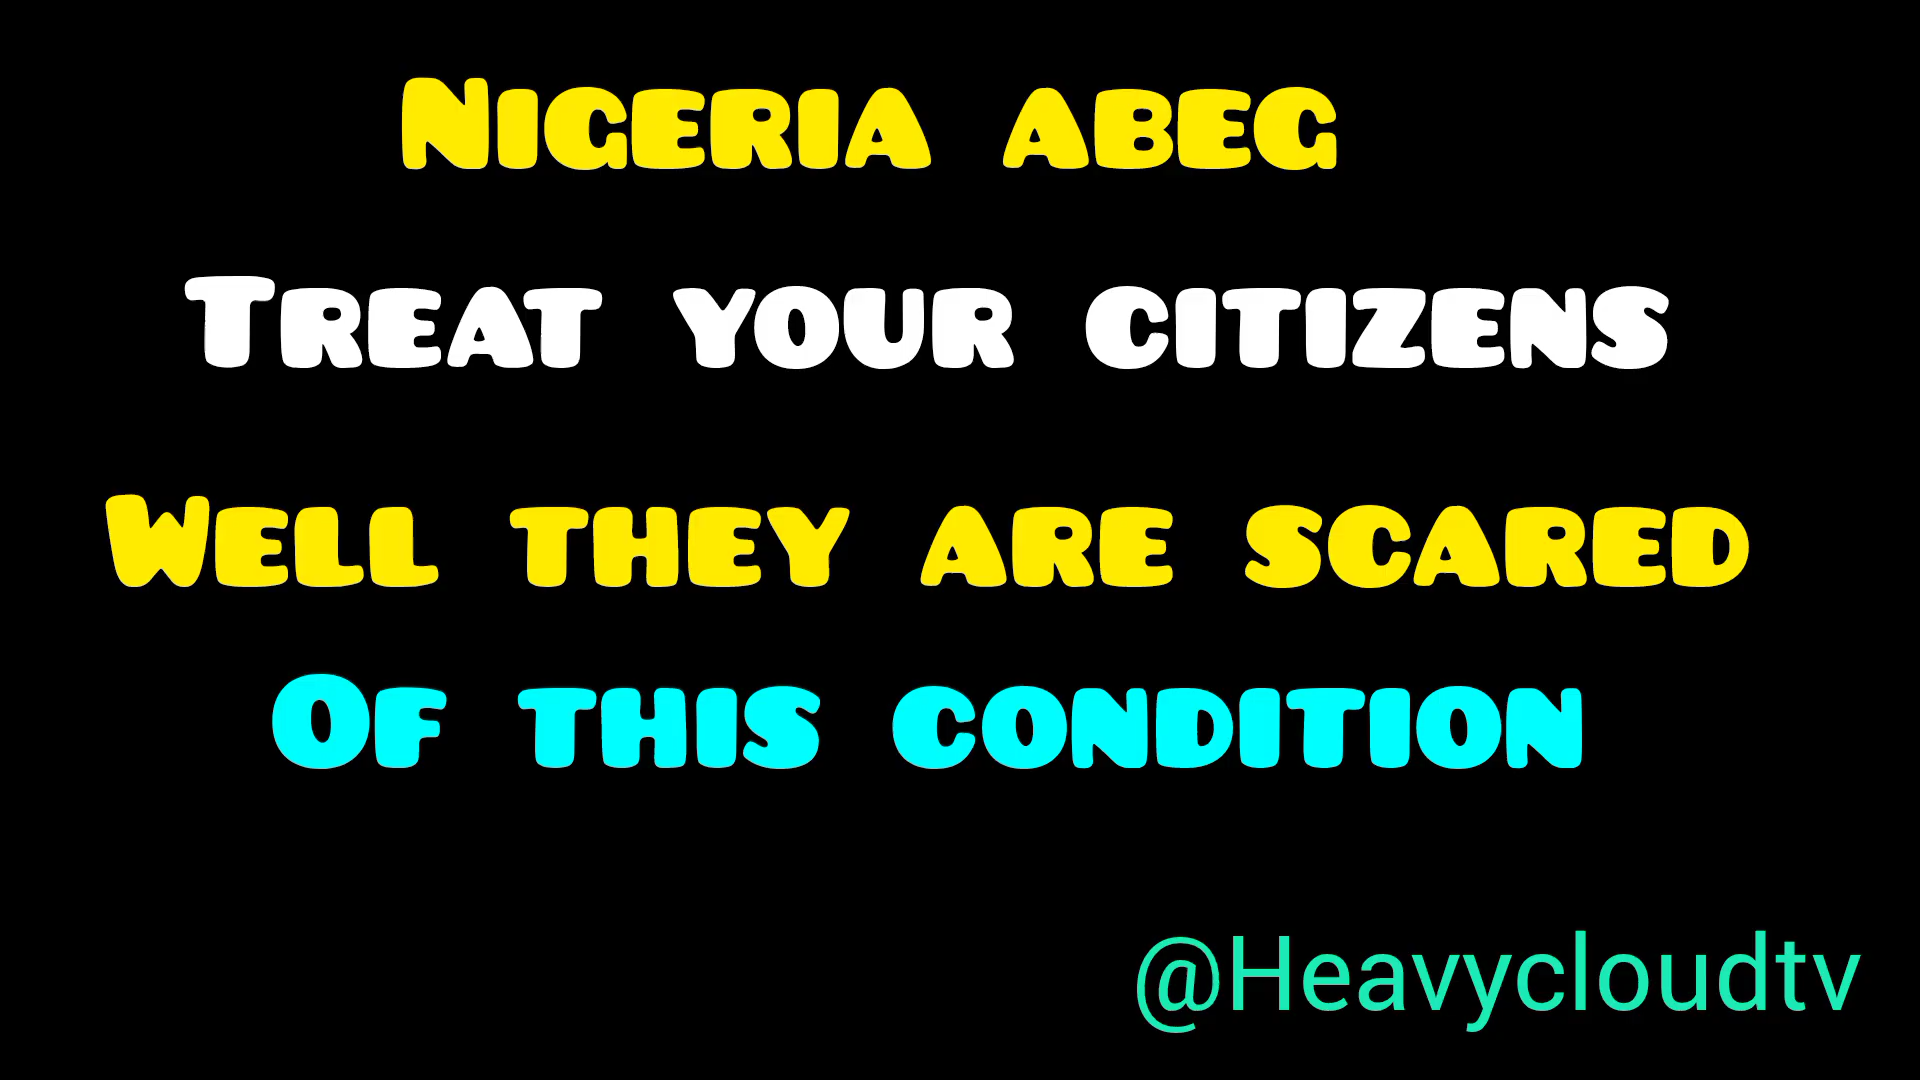 Nigeria abeg
Treat your citizens
Well they are scared
Of this condition
@Heavycloudtv